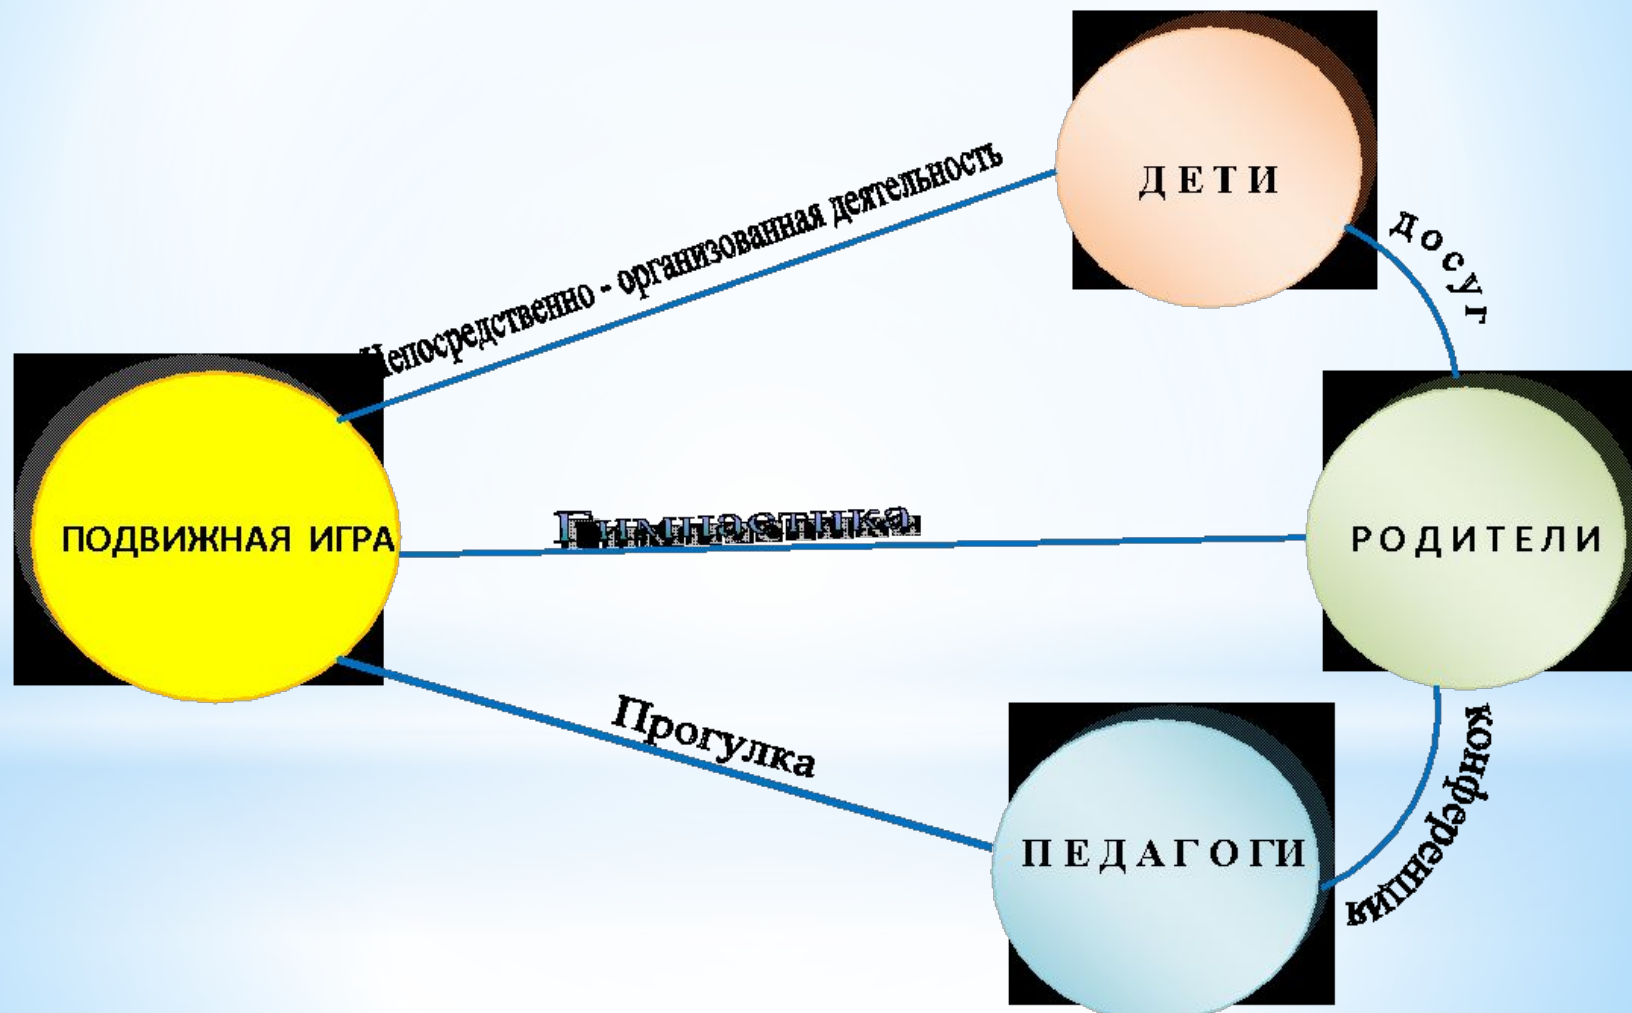 ДЕТИ
досуг
Непосредственно - организованная деятельность
ПОДВИЖНАЯ ИГРА
Гимнастика
РОДИТЕЛИ
Прогулка
конференция
ПЕДАГОГИ